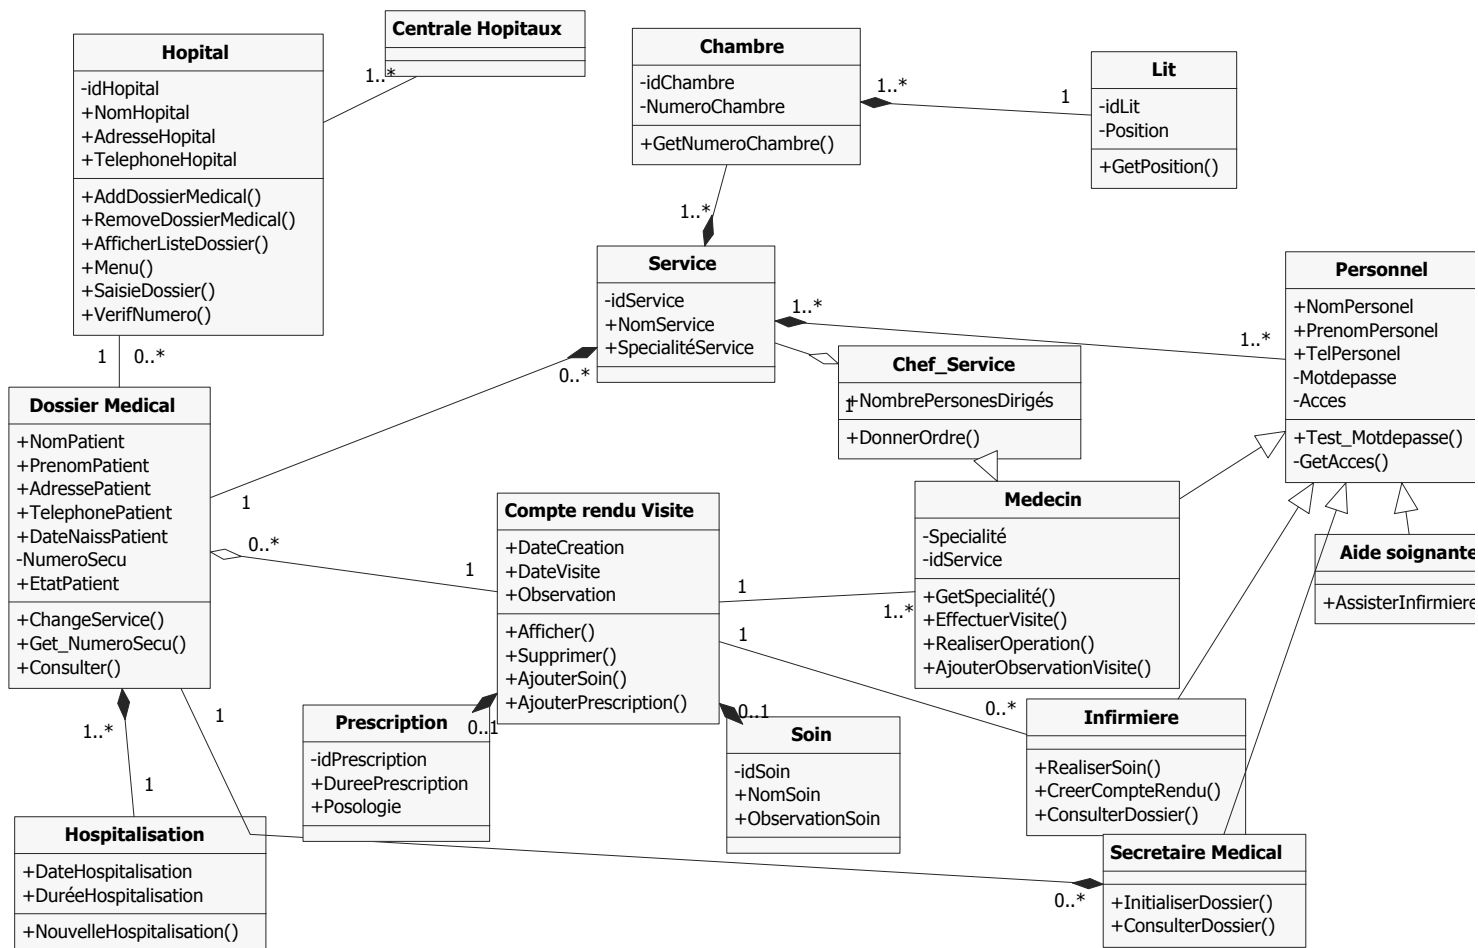 Hopital
-idHopital
+NomHopital
+AdresseHopital
+TelephoneHopital
+AddDossierMedical()
+RemoveDossierMedical()
+AfficherListeDossier()
+Menu()
+SaisieDossier()
+VerifNumero()
Centrale Hopitaux
1..*
Chambre
-idChambre
-NumeroChambre
+GetNumeroChambre()
1..*
1
Lit
-idLit
-Position
+GetPosition()
1..*
Service
-idService
+NomService
+SpecialitéService
1..*
1..*
0..*
1
Personnel
+NomPersonel
+PrenomPersonel
+TelPersonel
-Motdepasse
-Acces
+Test_Motdepasse()
-GetAcces()
Chef_Service
+NombrePersonesDirigés
1
+DonnerOrdre()
1
0..*
Dossier Medical
+NomPatient
+PrenomPatient
+AdressePatient
+TelephonePatient
+DateNaissPatient
-NumeroSecu
+EtatPatient
+ChangeService()
+Get_NumeroSecu()
+Consulter()
0..*
1
Compte rendu Visite
+DateCreation
+DateVisite
+Observation
+Afficher()
+Supprimer()
+AjouterSoin()
+AjouterPrescription()
1
1..*
1
0..*
Medecin
-Specialité
-idService
+GetSpecialité()
+EffectuerVisite()
+RealiserOperation()
+AjouterObservationVisite()
Aide soignante
+AssisterInfirmiere
1..*
1
1
Prescription
-idPrescription
+DureePrescription
+Posologie
0..1
0..1
Soin
-idSoin
+NomSoin
+ObservationSoin
Infirmiere
+RealiserSoin()
+CreerCompteRendu()
+ConsulterDossier()
Hospitalisation
+DateHospitalisation
+DuréeHospitalisation
+NouvelleHospitalisation()
0..*
Secretaire Medical
+InitialiserDossier()
+ConsulterDossier()